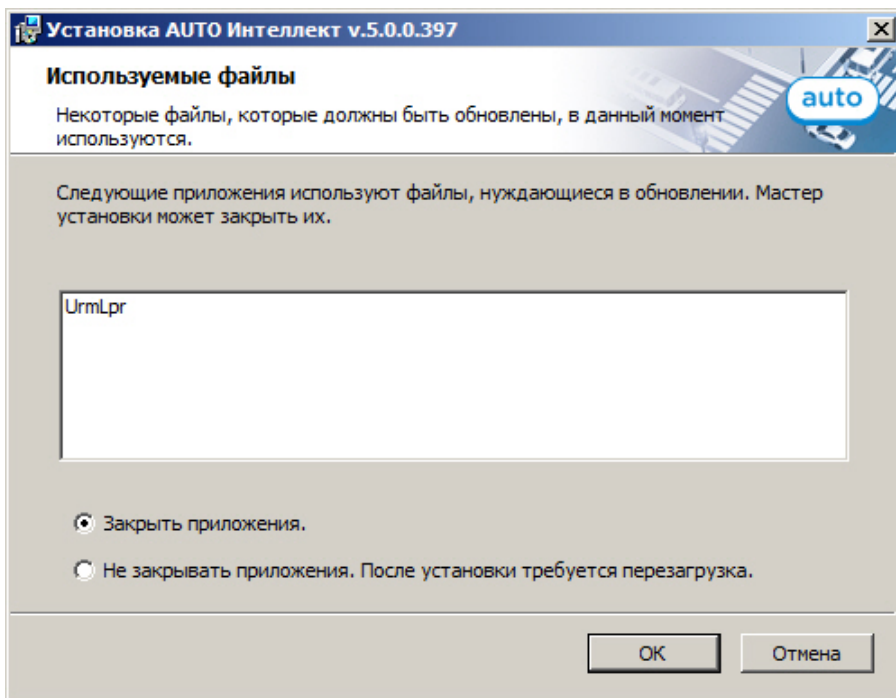 Установка AUTO Интеллект v.5.0.0.397
Используемые файлы
auto
Некоторые файлы, которые должны быть обновлены, в данный момент
используются.
Следующие приложения используют файлы, нуждающиеся в обновлении. Мастер
установки может закрыть их.
UrmLpr
Закрыть приложения.
Не закрывать приложения. После установки требуется перезагрузка.
OK
Отмена